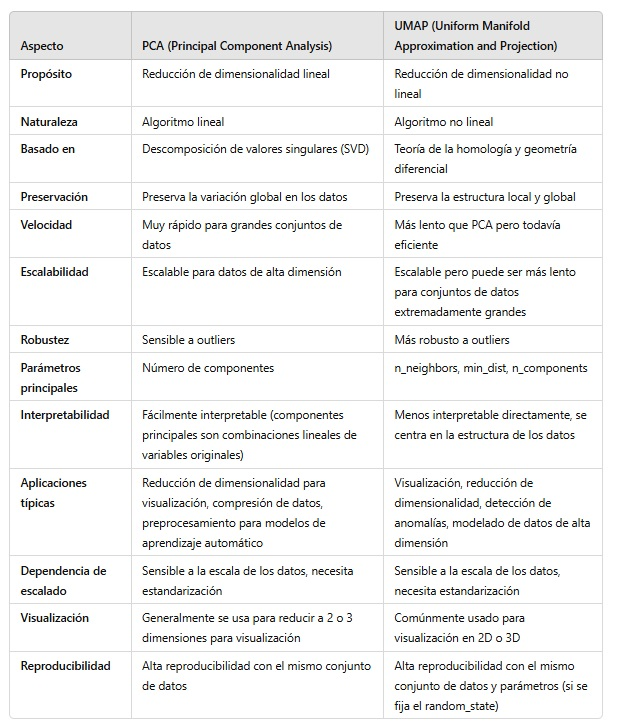 Aspecto
PCA (Principal Component Analysis)
UMAP (Uniform Manifold
Approximation and Projection)
Propósito
Reducción de dimensionalidad lineal
Reducción de dimensionalidad no
lineal
Naturaleza
Algoritmo lineal
Algoritmo no lineal
Basado en
Descomposición de valores singulares (SVD)
Teoría de la homología y geometría
diferencial
Preservación
Preserva la variación global en los datos
Preserva la estructura local y global
Velocidad
Muy rápido para grandes conjuntos de
datos
Más lento que PCA pero todavía
eficiente
Escalabilidad
Escalable para datos de alta dimensión
Escalable pero puede ser más lento
para conjuntos de datos
extremadamente grandes
Robustez
Sensible a outliers
Más robusto a outliers
Parámetros
principales
Número de componentes
n_neighbors, min_dist, n_components
Interpretabilidad
Fácilmente interpretable (componentes
principales son combinaciones lineales de
variables originales)
Menos interpretable directamente, se
centra en la estructura de los datos
Aplicaciones
típicas
Reducción de dimensionalidad para
visualización, compresión de datos,
preprocesamiento para modelos de
aprendizaje automático
Visualización, reducción de
dimensionalidad, detección de
anomalías, modelado de datos de alta
dimensión
Dependencia de
escalado
Sensible a la escala de los datos, necesita
estandarización
Sensible a la escala de los datos,
necesita estandarización
Visualización
Generalmente se usa para reducir a 2 o 3
dimensiones para visualización
Comúnmente usado para
visualización en 2D o 3D
Reproducibilidad
Alta reproducibilidad con el mismo conjunto
de datos
Alta reproducibilidad con el mismo
conjunto de datos y parámetros (si se
fija el random_state)